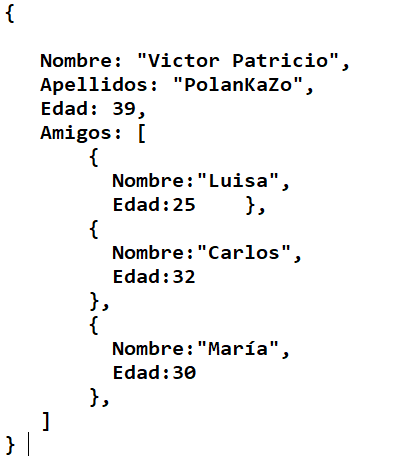 {
Nombre: "Victor Patricio",
Apellidos: "PolanKaZo",
Edad: 39,
Amigos: [
{
Nombre:"Luisa",
Edad:25    },
{
Nombre:"Carlos",
Edad:32
},
{
Nombre:"María",
Edad:30
},
]
}